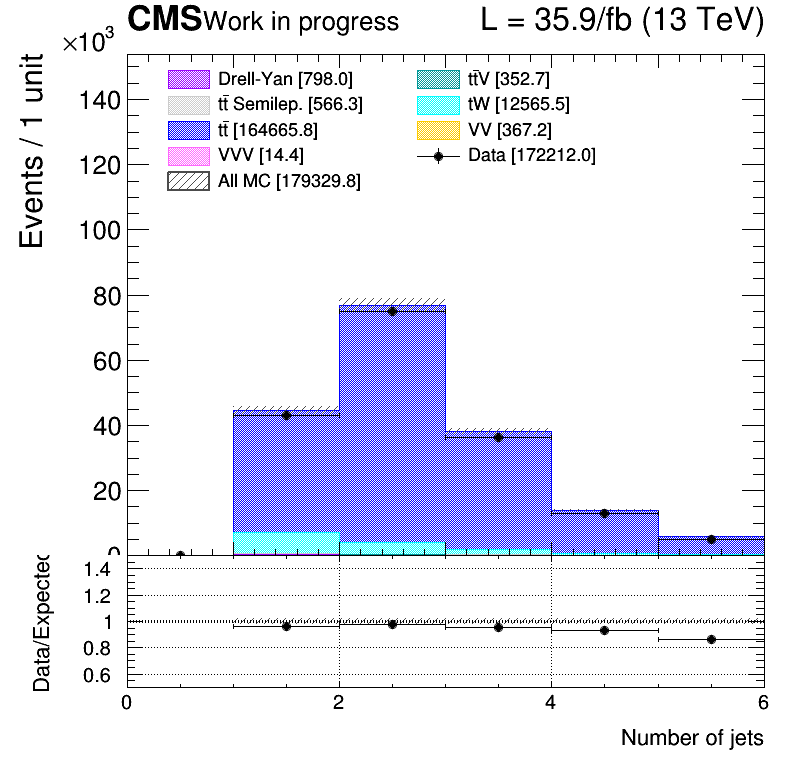 CMS Work in progress L = 35.9/fb (13 TeV)
×10³
Events / 1 unit
Drell-Yan [798.0]
tt̄ Semilep. [566.3]
tt̄ [164665.8]
VVV [14.4]
All MC [179329.8]
tt̄V [352.7]
tW [12565.5]
VV [367.2]
Data [172212.0]
140
120
100
80
60
40
20
0
Data/Expected
1.4
1.2
1
0.8
0.6
0 2 4 6
Number of jets